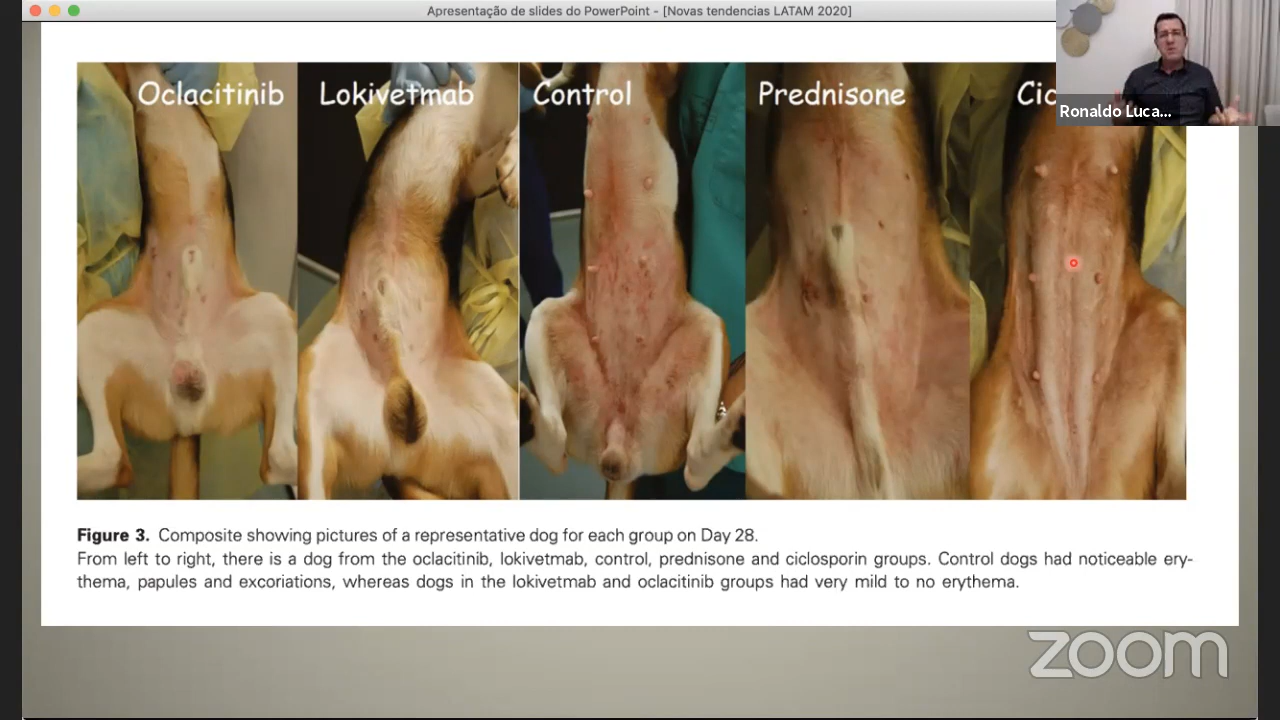 Apresentação de slides do PowerPoint - [Novas tendencias LATAM 2020]
Oclacitinib
Lokivetmab
Control
Prednisone
Cic
Ronaldo Luca...
Figure 3. Composite showing pictures of a representative dog for each group on Day 28.
From left to right, there is a dog from the oclacitinib, lokivetmab, control, prednisone and ciclosporin groups. Control dogs had noticeable ery-
thema, papules and excoriations, whereas dogs in the lokivetmab and oclacitinib groups had very mild to no erythema.
zoom